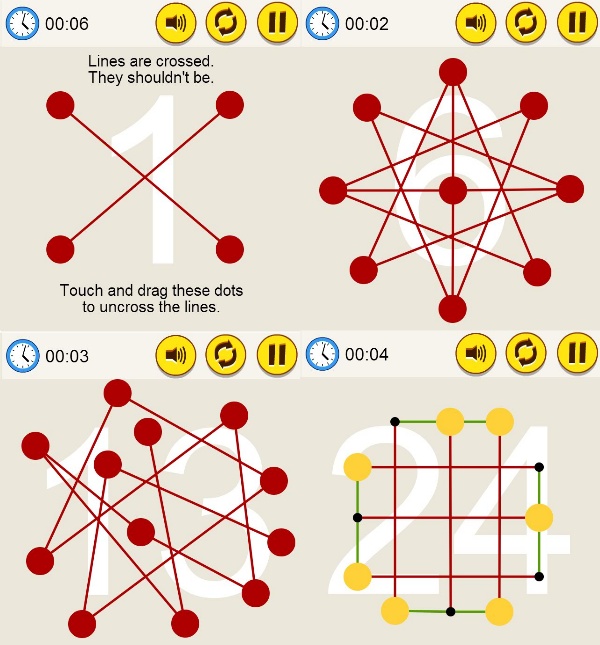 00:06
Lines are crossed.
They shouldn't be.
1
Touch and drag these dots
to uncross the lines.
00:02
6
00:03
13
00:04
24